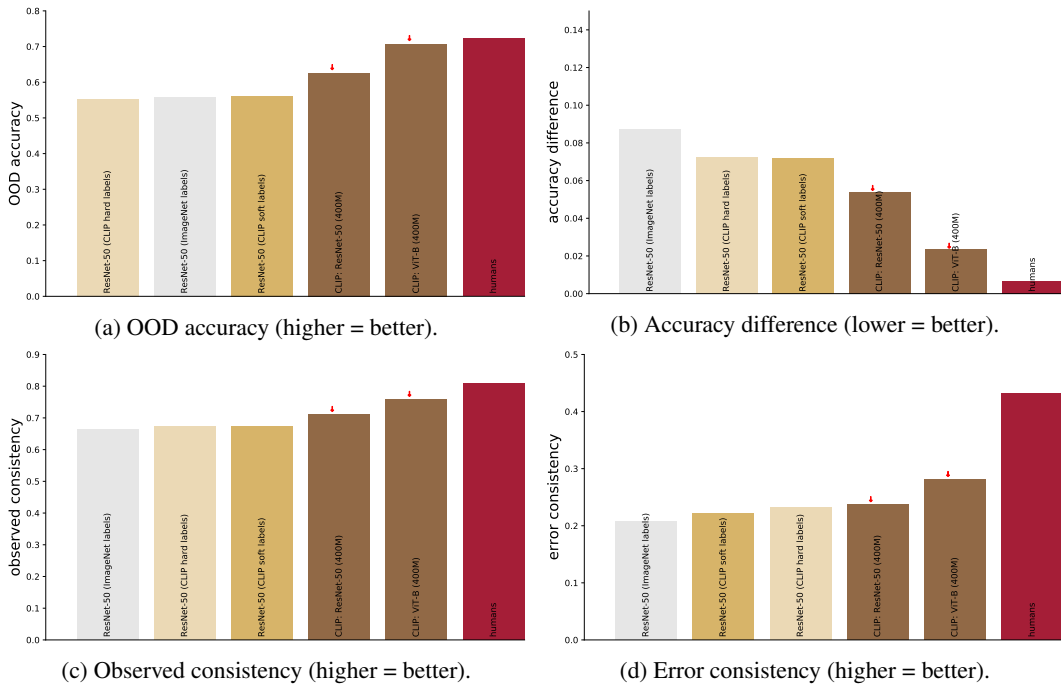 0.8
0.7
0.6
0.5
0.4
0.3
0.2
0.1
0.0
OOD accuracy
ResNet-50 (CLIP hard labels)
ResNet-50 (ImageNet labels)
ResNet-50 (CLIP soft labels)
CLIP: ResNet-50 (400M)
CLIP: ViT-B (400M)
humans
(a) OOD accuracy (higher = better).
0.14
0.12
0.10
0.08
0.06
0.04
0.02
0.00
accuracy difference
ResNet-50 (ImageNet labels)
ResNet-50 (CLIP hard labels)
ResNet-50 (CLIP soft labels)
CLIP: ResNet-50 (400M)
CLIP: ViT-B (400M)
humans
(b) Accuracy difference (lower = better).
0.9
0.8
0.7
0.6
0.5
0.4
0.3
0.2
0.1
0.0
observed consistency
ResNet-50 (ImageNet labels)
ResNet-50 (CLIP hard labels)
ResNet-50 (CLIP soft labels)
CLIP: ResNet-50 (400M)
CLIP: ViT-B (400M)
humans
(c) Observed consistency (higher = better).
0.5
0.4
0.3
0.2
0.1
0.0
error consistency
ResNet-50 (ImageNet labels)
ResNet-50 (CLIP soft labels)
ResNet-50 (CLIP hard labels)
CLIP: ResNet-50 (400M)
CLIP: ViT-B (400M)
humans
(d) Error consistency (higher = better).